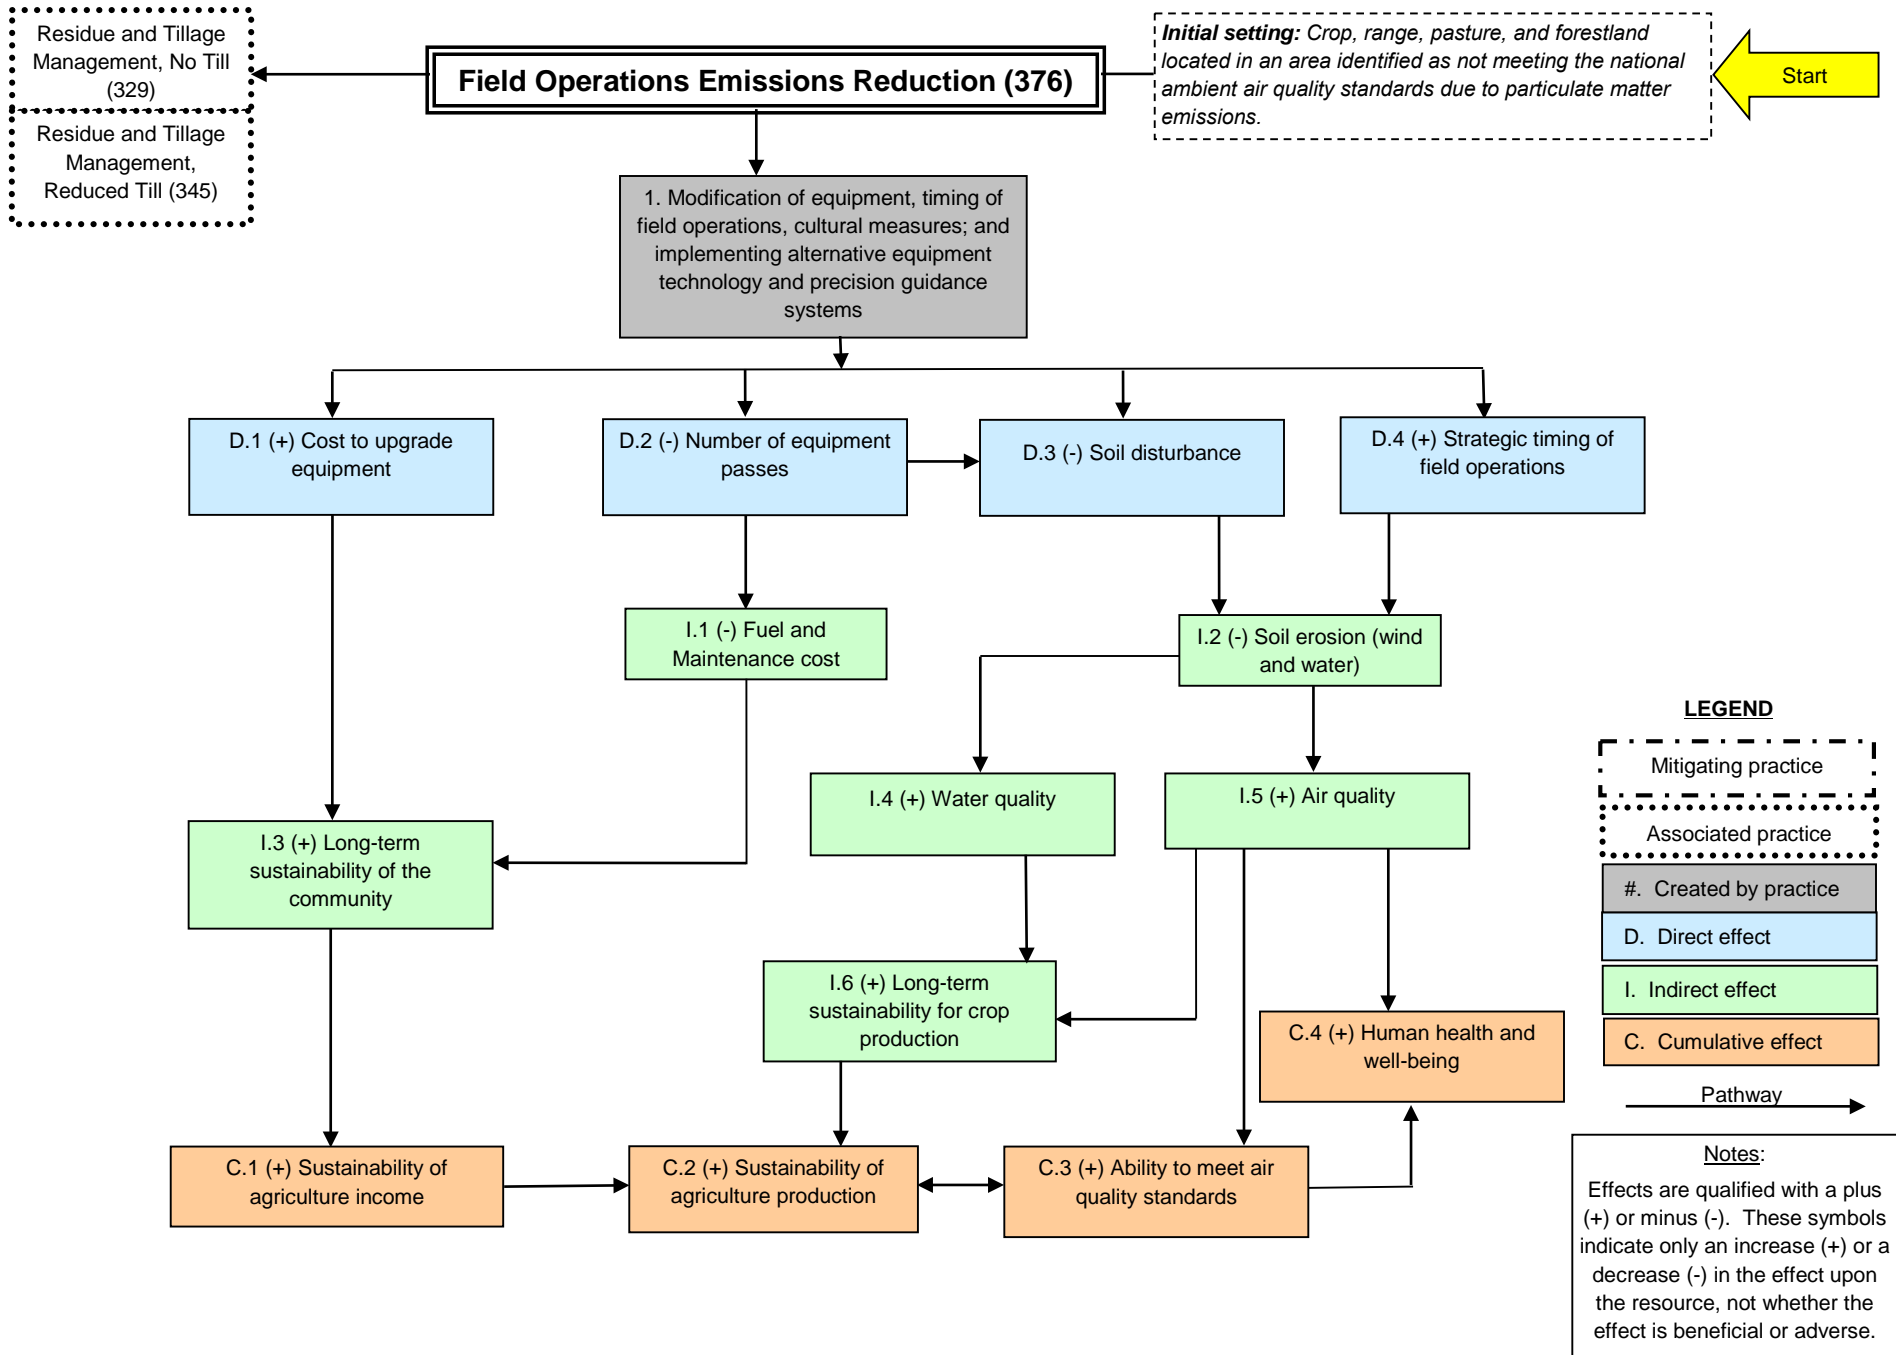 Residue and Tillage
Management, No Till
(329)
Residue and Tillage
Management,
Reduced Till (345)
Field Operations Emissions Reduction (376)
Initial setting: Crop, range, pasture, and forestland
located in an area identified as not meeting the national
ambient air quality standards due to particulate matter
emissions.
Start
1. Modification of equipment, timing of
field operations, cultural measures; and
implementing alternative equipment
technology and precision guidance
systems
D.1 (+) Cost to upgrade
equipment
D.2 (-) Number of equipment
passes
D.3 (-) Soil disturbance
D.4 (+) Strategic timing of
field operations
I.1 (-) Fuel and
Maintenance cost
I.2 (-) Soil erosion (wind
and water)
I.3 (+) Long-term
sustainability of the
community
I.4 (+) Water quality
I.5 (+) Air quality
I.6 (+) Long-term
sustainability for crop
production
C.4 (+) Human health and
well-being
C.1 (+) Sustainability of
agriculture income
C.2 (+) Sustainability of
agriculture production
C.3 (+) Ability to meet air
quality standards
LEGEND
Mitigating practice
Associated practice
#. Created by practice
D. Direct effect
I. Indirect effect
C. Cumulative effect
Pathway
Notes:
Effects are qualified with a plus
(+) or minus (-). These symbols
indicate only an increase (+) or a
decrease (-) in the effect upon
the resource, not whether the
effect is beneficial or adverse.